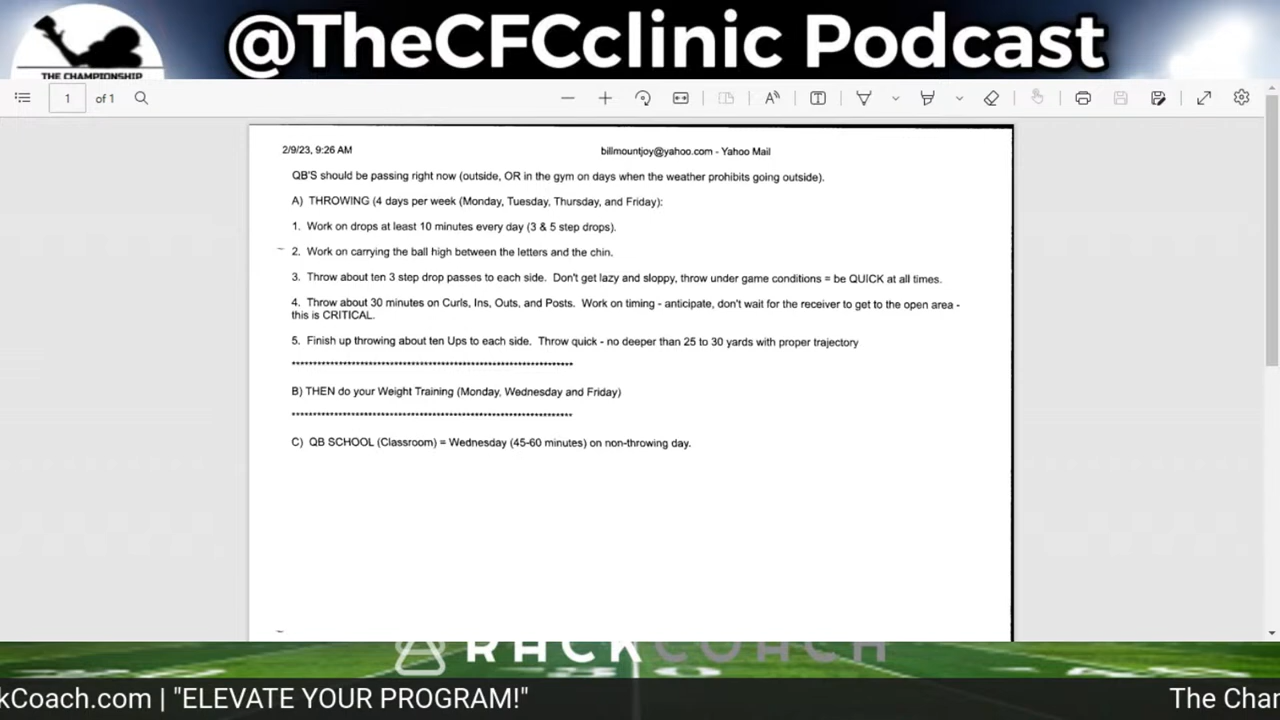 @TheCFCclinic Podcast
THE CHAMPIONSHIP
1 of 1
2/9/23, 9:26 AM billmountjoy@yahoo.com - Yahoo Mail
QB'S should be passing right now (outside, OR in the gym on days when the weather prohibits going outside).
A) THROWING (4 days per week (Monday, Tuesday, Thursday, and Friday):
1. Work on drops at least 10 minutes every day (3 & 5 step drops).
2. Work on carrying the ball high between the letters and the chin.
3. Throw about ten 3 step drop passes to each side. Don't get lazy and sloppy, throw under game conditions = be QUICK at all times.
4. Throw about 30 minutes on Curls, Ins, Outs, and Posts. Work on timing - anticipate, don't wait for the receiver to get to the open area -
this is CRITICAL.
5. Finish up throwing about ten Ups to each side. Throw quick - no deeper than 25 to 30 yards with proper trajectory
B) THEN do your Weight Training (Monday, Wednesday and Friday)
C) QB SCHOOL (Classroom) = Wednesday (45-60 minutes) on non-throwing day.
RACKCOACH
kCoach.com | "ELEVATE YOUR PROGRAM!" The Char